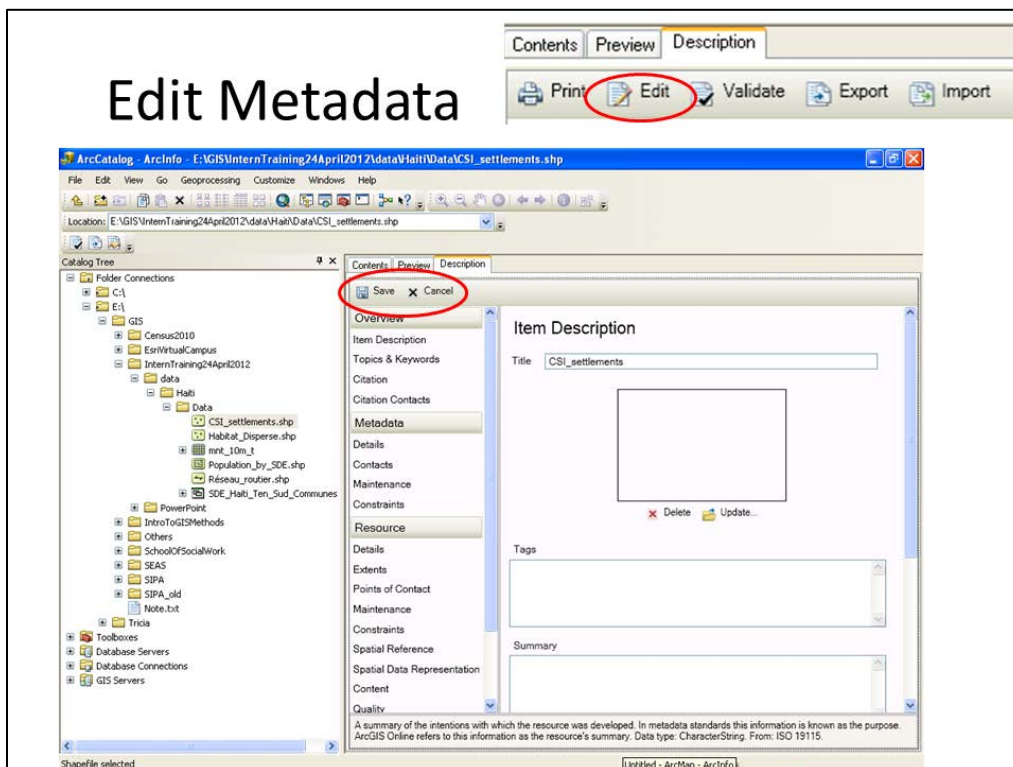 Edit Metadata
Contents Preview Description
Print Edit Validate Export Import
ArcCatalog - ArcInfo - E:\GIS\InternTraining24April2012\data\Haiti\Data\CSI_settlements.shp
File Edit View Go Geoprocessing Customize Windows Help
Location: E:\GIS\InternTraining24April2012\data\Haiti\Data\CSI_settlements.shp
Catalog Tree
Folder Connections
C:\
E:\
GIS
Census2010
EsriVirtualCampus
InternTraining24April2012
data
Haiti
Data
CSI_settlements.shp
Habitat_Disperse.shp
mnt_10m_t
Population_by_SDE.shp
Réseau_routier.shp
SDE_Haiti_Ten_Sud_Communes
PowerPoint
IntroToGISMethods
Others
SchoolOfSocialWork
SEAS
SIPA
SIPA_old
Note.txt
Tricia
Toolboxes
Database Servers
Database Connections
GIS Servers
Contents Preview Description
Save Cancel
Overview
Item Description
Topics & Keywords
Citation
Citation Contacts
Metadata
Details
Contacts
Maintenance
Constraints
Resource
Details
Extents
Points of Contact
Maintenance
Constraints
Spatial Reference
Spatial Data Representation
Content
Quality
Item Description
Title CSI_settlements
Delete Update...
Tags
Summary
A summary of the intentions with which the resource was developed. In metadata standards this information is known as the purpose.
ArcGIS Online refers to this information as the resource's summary. Data type: CharacterString. From: ISO 19115.
Shapefile selected
Untitled - ArcMap - ArcInfo